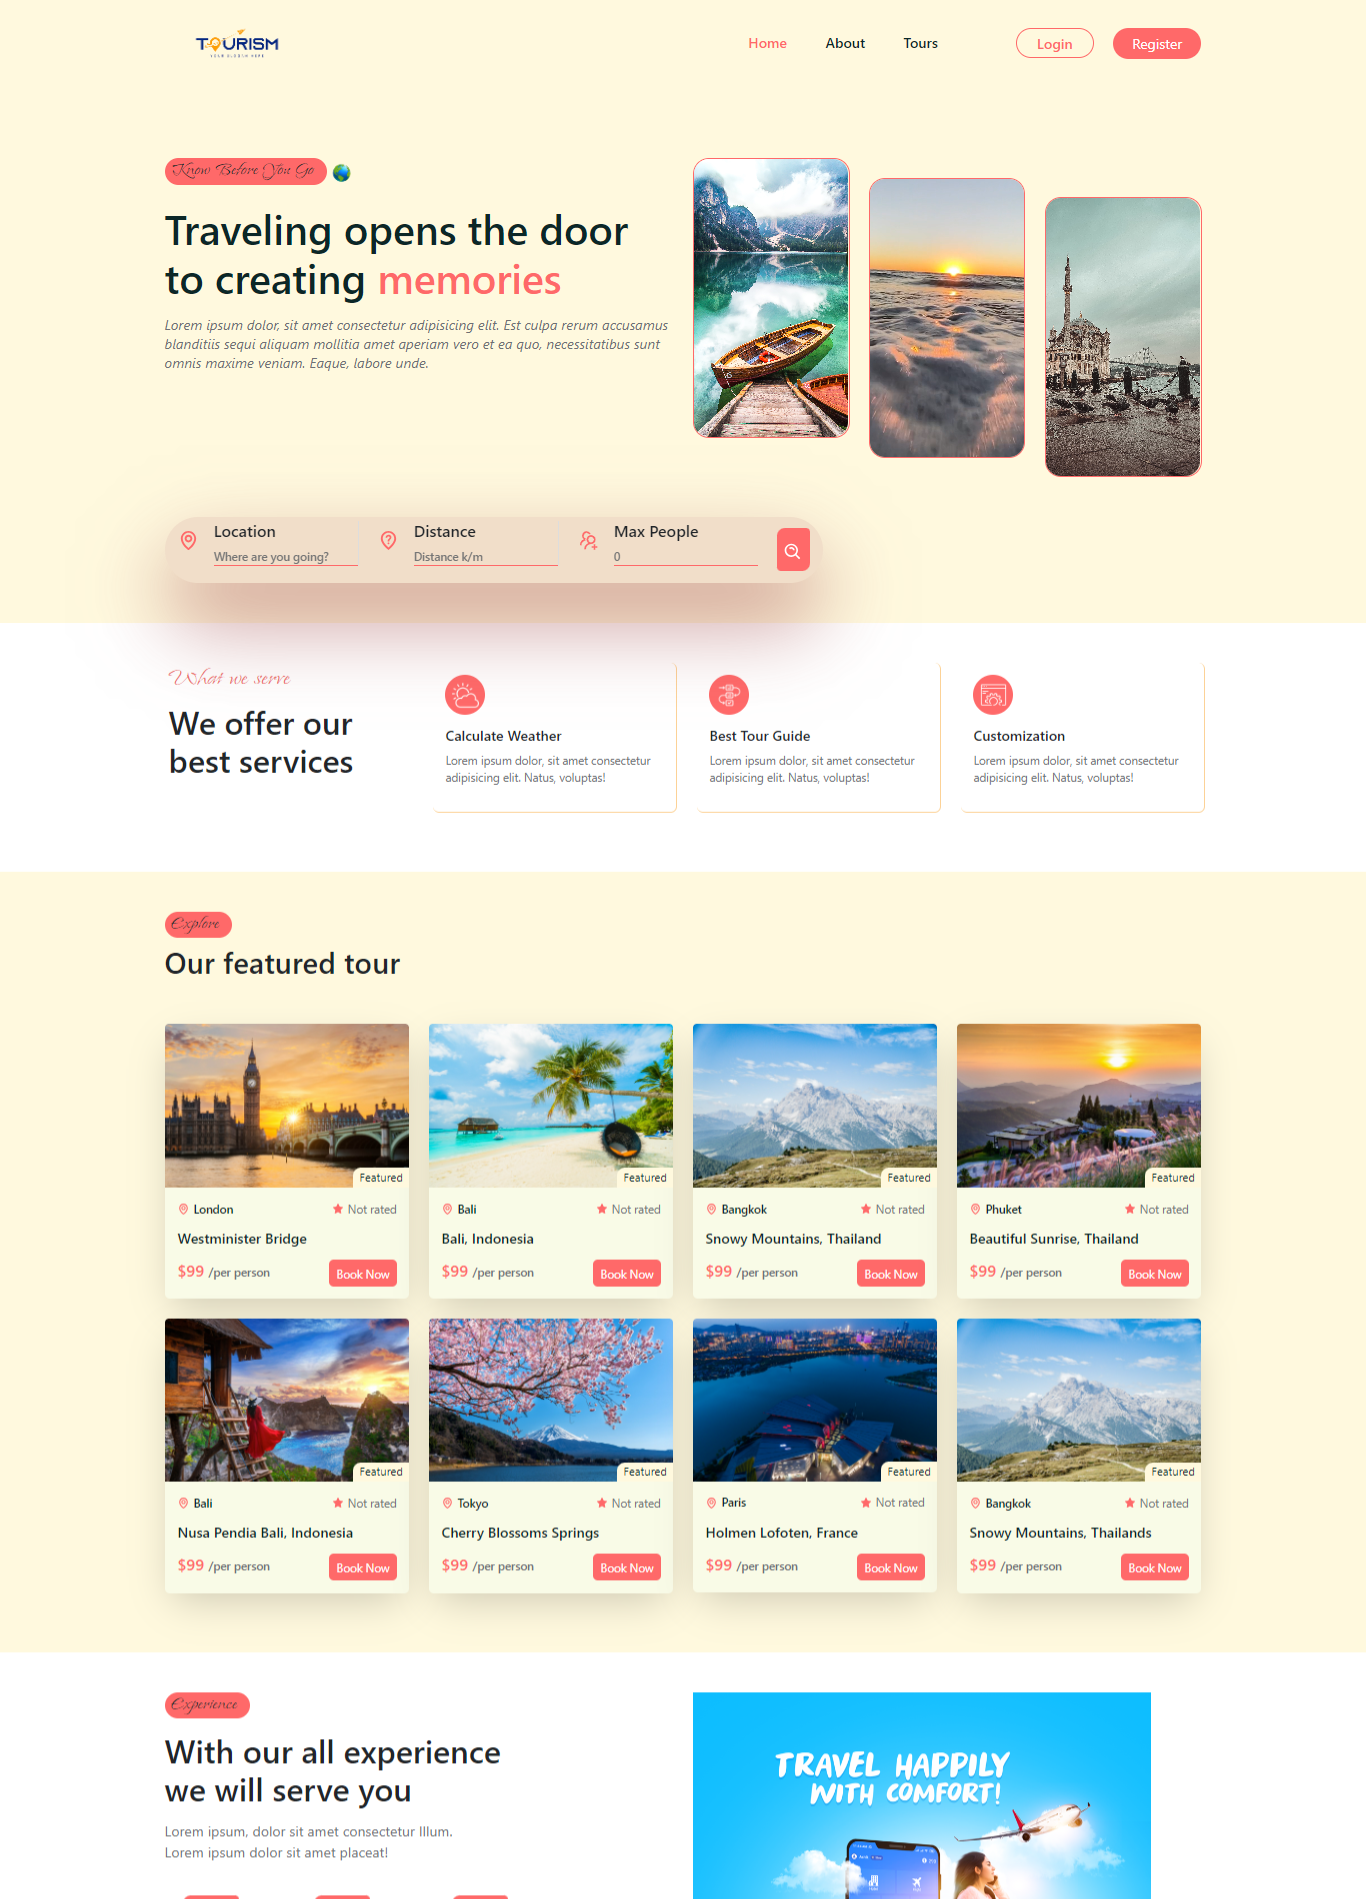 TOURISM
Home
About
Tours
Login
Register
Know Before You Go
Traveling opens the door
to creating memories
Lorem ipsum dolor, sit amet consectetur adipisicing elit. Est culpa rerum accusamus
blanditiis sequi aliquam mollitia amet aperiam vero et ea quo, necessitatibus sunt
omnis maxime veniam. Eaque, labore unde.
Location
Where are you going?
Distance
Distance k/m
Max People
0
What we serve
We offer our
best services
Calculate Weather
Lorem ipsum dolor, sit amet consectetur
adipisicing elit. Natus, voluptas!
Best Tour Guide
Lorem ipsum dolor, sit amet consectetur
adipisicing elit. Natus, voluptas!
Customization
Lorem ipsum dolor, sit amet consectetur
adipisicing elit. Natus, voluptas!
Explore
Our featured tour
Featured
London
Not rated
Westminister Bridge
$99 /per person
Book Now
Featured
Bali
Not rated
Bali, Indonesia
$99 /per person
Book Now
Featured
Bangkok
Not rated
Snowy Mountains, Thailand
$99 /per person
Book Now
Featured
Phuket
Not rated
Beautiful Sunrise, Thailand
$99 /per person
Book Now
Featured
Bali
Not rated
Nusa Pendia Bali, Indonesia
$99 /per person
Book Now
Featured
Tokyo
Not rated
Cherry Blossoms Springs
$99 /per person
Book Now
Featured
Paris
Not rated
Holmen Lofoten, France
$99 /per person
Book Now
Featured
Bangkok
Not rated
Snowy Mountains, Thailands
$99 /per person
Book Now
Experience
With our all experience
we will serve you
Lorem ipsum, dolor sit amet consectetur Illum.
Lorem ipsum dolor sit amet placeat!
TRAVEL HAPPILY
WITH COMFORT!